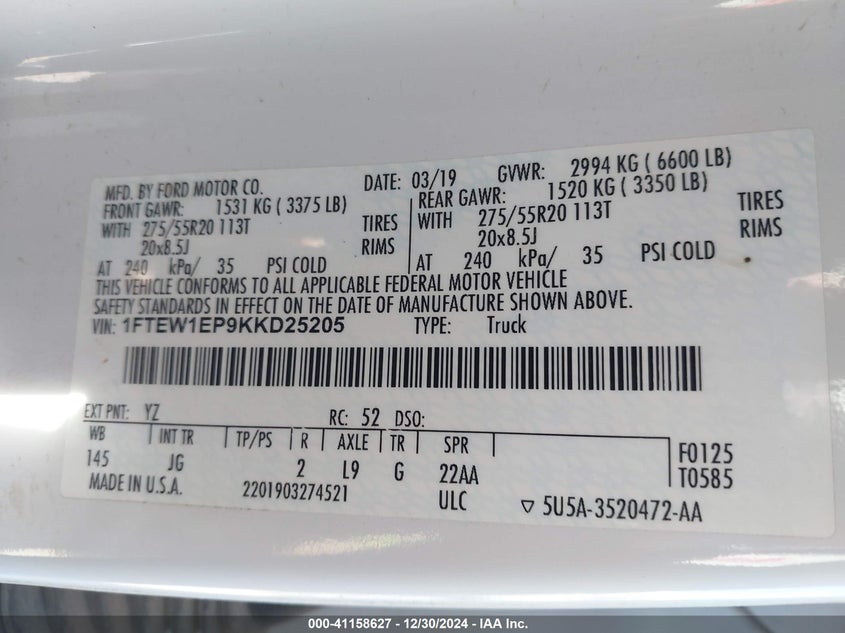 MFD. BY FORD MOTOR CO. DATE: 03/19 GVWR: 2994 KG ( 6600 LB)
FRONT GAWR: 1531 KG ( 3375 LB) REAR GAWR: 1520 KG ( 3350 LB)
WITH 275/55R20 113T TIRES WITH 275/55R20 113T TIRES
20x8.5J RIMS 20x8.5J RIMS
AT 240 kPa/ 35 PSI COLD AT 240 kPa/ 35 PSI COLD
THIS VEHICLE CONFORMS TO ALL APPLICABLE FEDERAL MOTOR VEHICLE
SAFETY STANDARDS IN EFFECT ON THE DATE OF MANUFACTURE SHOWN ABOVE.
VIN: 1FTEW1EP9KKD25205 TYPE: Truck
EXT PNT: YZ RC: 52 DSO:
WB INT TR TP/PS R AXLE TR SPR F0125
145 JG 2 L9 G 22AA T0585
MADE IN U.S.A. 2201903274521 ULC ▽ 5U5A-3520472-AA
000-41158627 - 12/30/2024 - IAA Inc.